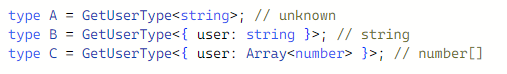 type A = GetUserType<string>; // unknown
type B = GetUserType<{ user: string }>; // string
type C = GetUserType<{ user: Array<number> }>; // number[]